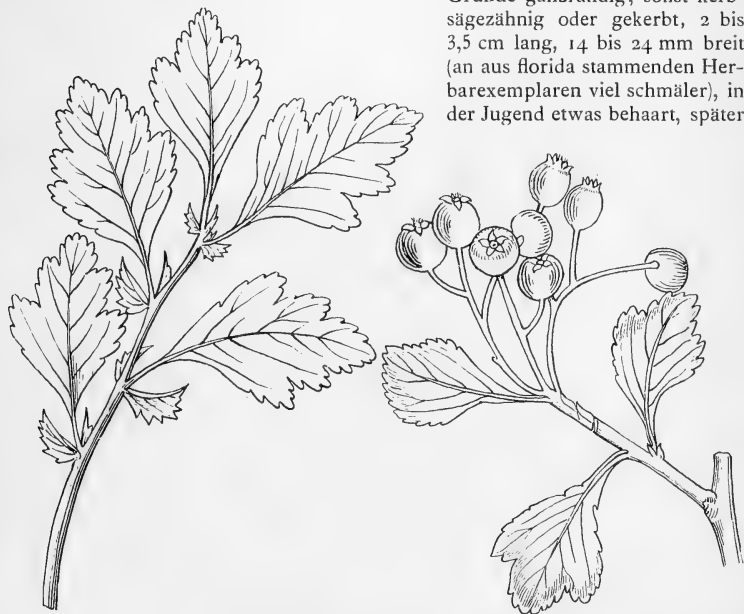 Grunde ganzrandig, sonst kerb-
sägezähnig oder gekerbt, 2 bis
3,5 cm lang, 14 bis 24 mm breit
(an aus florida stammenden Her-
barexemplaren viel schmäler), in
der Jugend etwas behaart, später